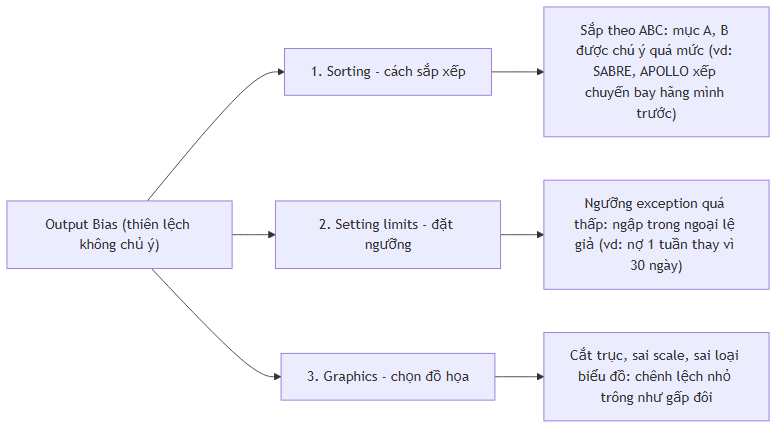 Output Bias (thiên lệch
không chủ ý)
1. Sorting - cách sắp xếp
Sắp theo ABC: mục A, B
được chú ý quá mức (vd:
SABRE, APOLLO xếp
chuyến bay hãng mình
trước)
2. Setting limits - đặt
ngưỡng
Ngưỡng exception quá
thấp: ngập trong ngoại lệ
giả (vd: nợ 1 tuần thay vì
30 ngày)
3. Graphics - chọn đồ họa
Cắt trục, sai scale, sai loại
biểu đồ: chênh lệch nhỏ
trông như gấp đôi